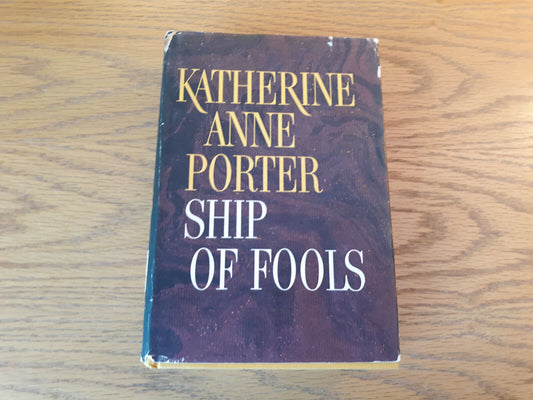 KATHERINE
ANNE
PORTER
SHIP
OF FOOLS